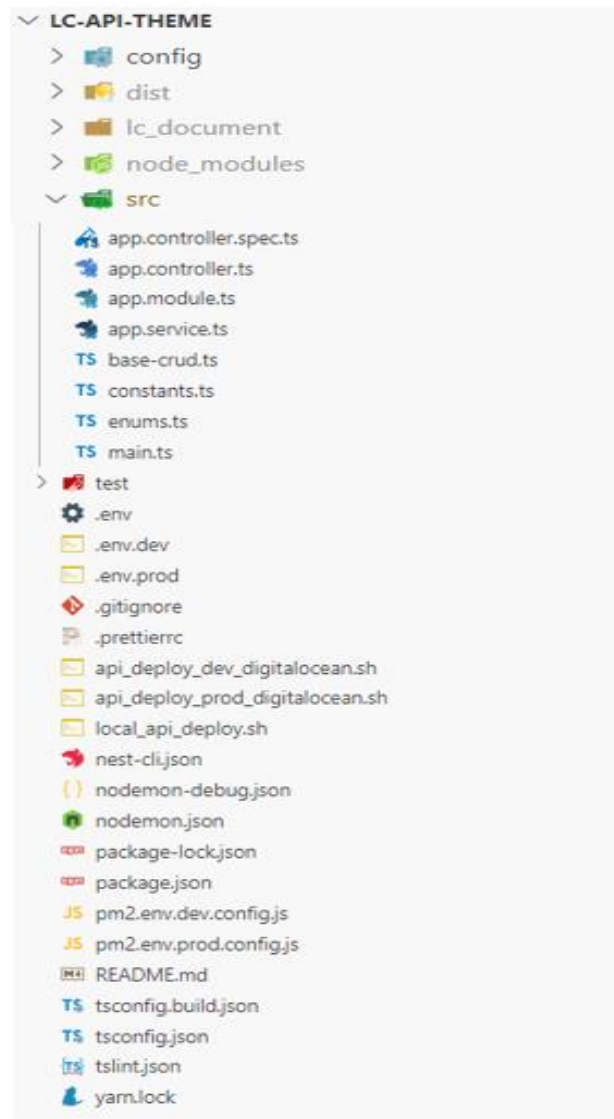 LC-API-THEME
config
dist
lc_document
node_modules
src
app.controller.spec.ts
app.controller.ts
app.module.ts
app.service.ts
TS base-crud.ts
TS constants.ts
TS enums.ts
TS main.ts
test
.env
.env.dev
.env.prod
.gitignore
.prettierrc
api_deploy_dev_digitalocean.sh
api_deploy_prod_digitalocean.sh
local_api_deploy.sh
nest-cli.json
{ } nodemon-debug.json
nodemon.json
package-lock.json
package.json
JS pm2.env.dev.config.js
JS pm2.env.prod.config.js
README.md
TS tsconfig.build.json
TS tsconfig.json
TS tslint.json
yarn.lock